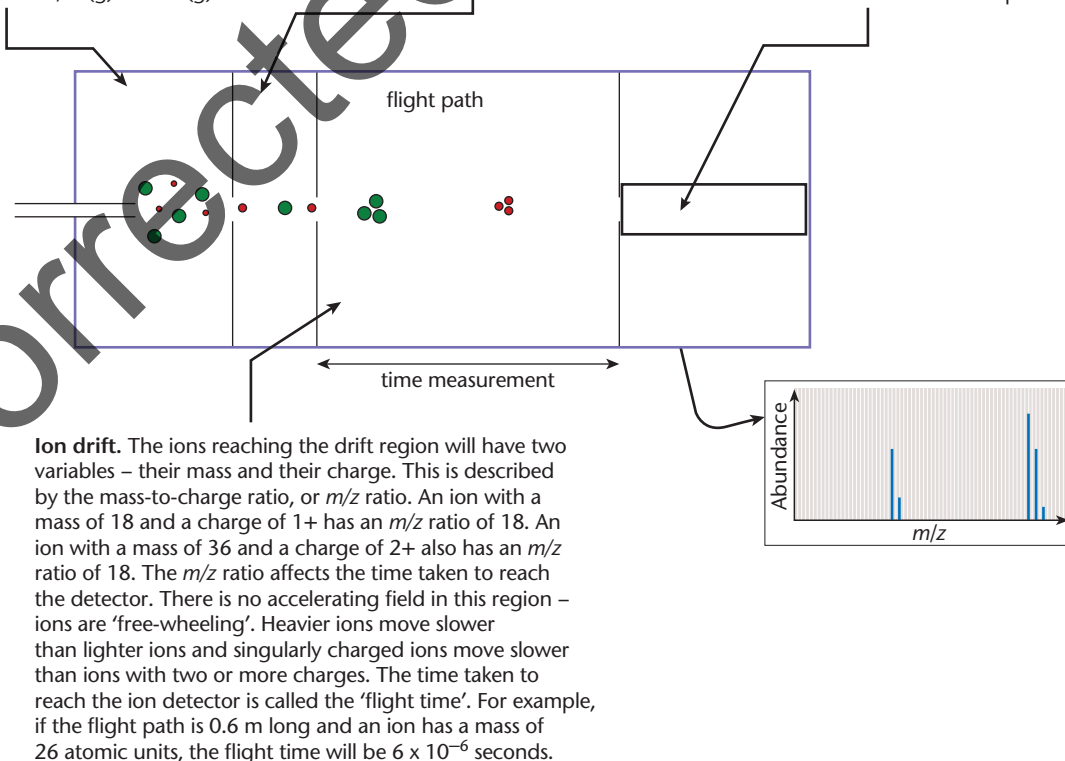 flight path
time measurement
Abundance
m/z
Ion drift. The ions reaching the drift region will have two
variables – their mass and their charge. This is described
by the mass-to-charge ratio, or m/z ratio. An ion with a
mass of 18 and a charge of 1+ has an m/z ratio of 18. An
ion with a mass of 36 and a charge of 2+ also has an m/z
ratio of 18. The m/z ratio affects the time taken to reach
the detector. There is no accelerating field in this region –
ions are ‘free-wheeling’. Heavier ions move slower
than lighter ions and singularly charged ions move slower
than ions with two or more charges. The time taken to
reach the ion detector is called the ‘flight time’. For example,
if the flight path is 0.6 m long and an ion has a mass of
26 atomic units, the flight time will be 6 x 10⁻⁶ seconds.
orrecte